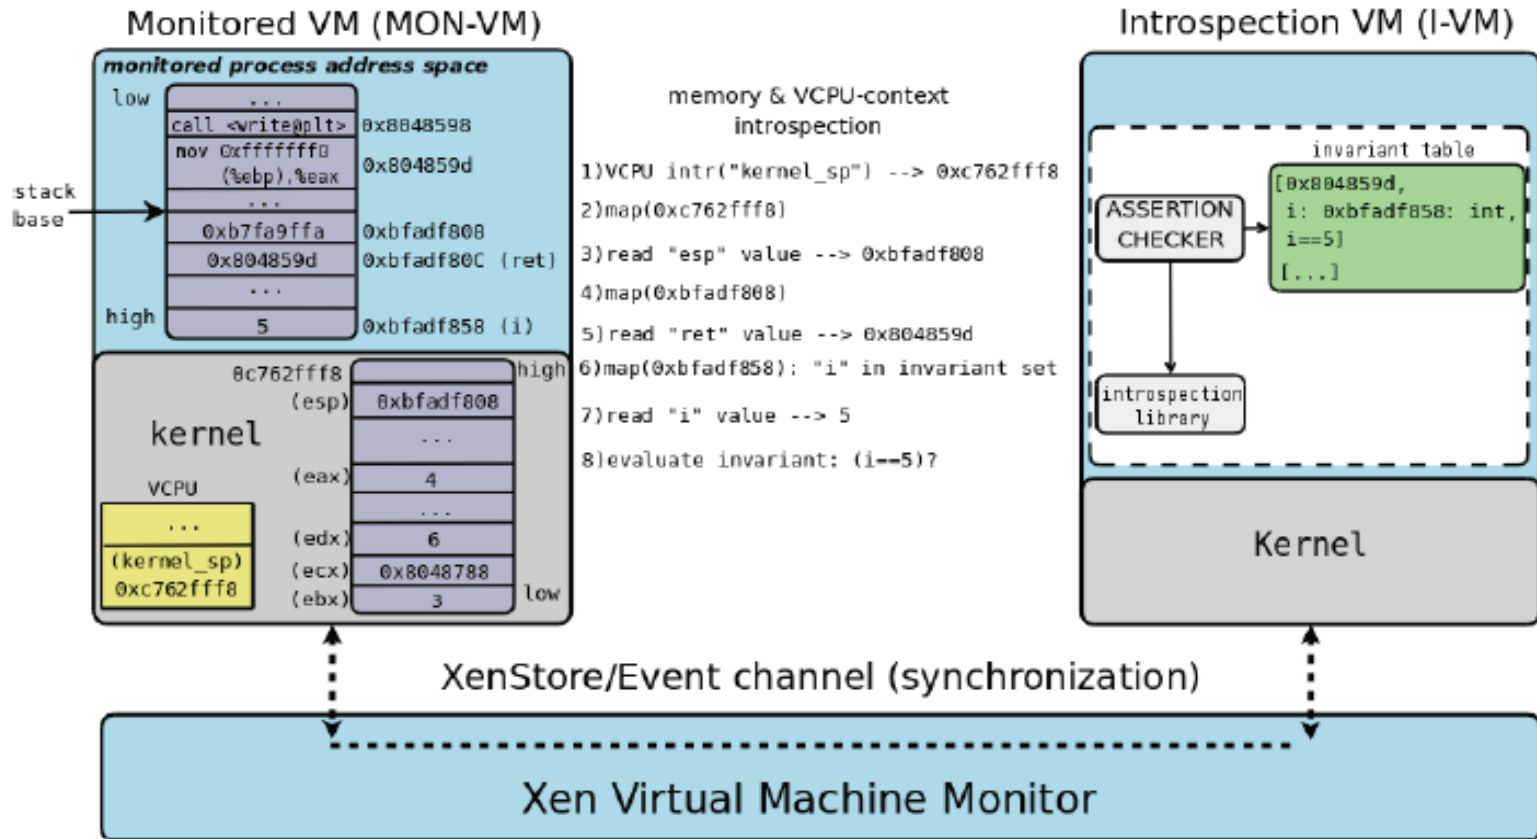 Monitored VM (MON-VM)
monitored process address space
low
...
call <write@plt>
0x8048598
mov 0xfffffff0
(%ebp),%eax
0x804859d
...
stack
base
0xb7fa9ffa
0xbfadf808
0x804859d
0xbfadf80C (ret)
...
high
5
0xbfadf858 (i)
kernel
0c762fff8
high
(esp)
0xbfadf808
...
(eax)
4
...
(edx)
6
(ecx)
0x8048788
(ebx)
3
low
VCPU
...
(kernel_sp)
0xc762fff8
memory & VCPU-context
introspection
1)VCPU intr("kernel_sp") --> 0xc762fff8
2)map(0xc762fff8)
3)read "esp" value --> 0xbfadf808
4)map(0xbfadf808)
5)read "ret" value --> 0x804859d
6)map(0xbfadf858): "i" in invariant set
7)read "i" value --> 5
8)evaluate invariant: (i==5)?
Introspection VM (I-VM)
invariant table
[0x804859d,
i: 0xbfadf858: int,
i==5]
[...]
ASSERTION
CHECKER
introspection
library
Kernel
XenStore/Event channel (synchronization)
Xen Virtual Machine Monitor